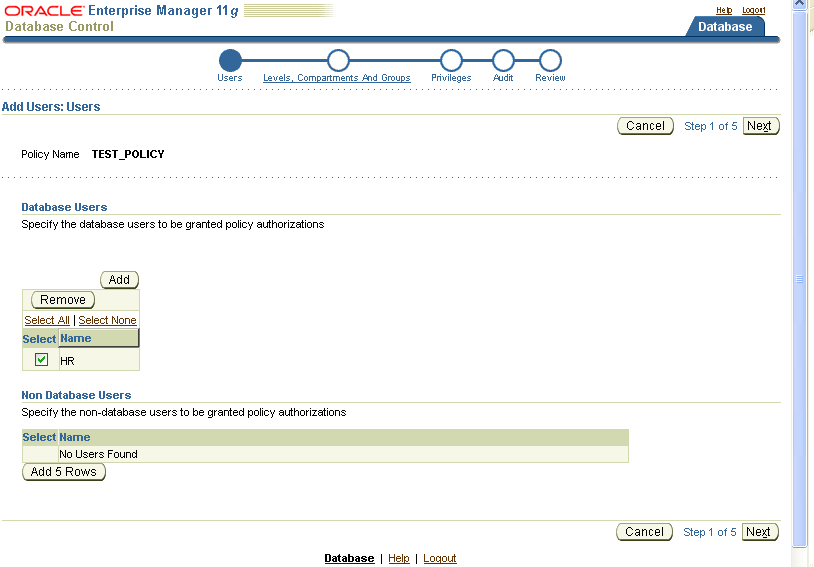 ORACLE Enterprise Manager 11g
Help Logout
Database Control
Database
Users Levels, Compartments And Groups Privileges Audit Review
Add Users: Users
Cancel Step 1 of 5 Next
Policy Name TEST_POLICY
Database Users
Specify the database users to be granted policy authorizations
Add
Remove
Select All | Select None
Select Name
HR
Non Database Users
Specify the non-database users to be granted policy authorizations
Select Name
No Users Found
Add 5 Rows
Cancel Step 1 of 5 Next
Database | Help | Logout